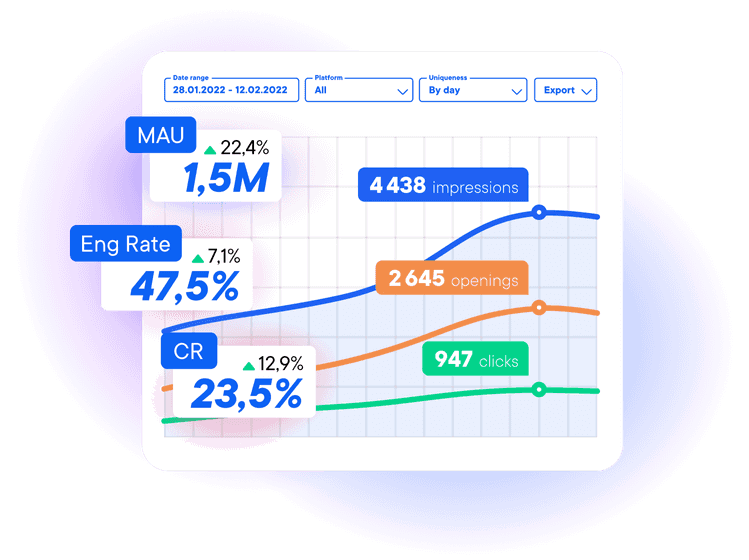 Date range
28.01.2022 - 12.02.2022
Platform
All
Uniqueness
By day
Export
MAU
22,4%
1,5M
4 438 impressions
Eng Rate
7,1%
47,5%
2 645 openings
CR
12,9%
23,5%
947 clicks